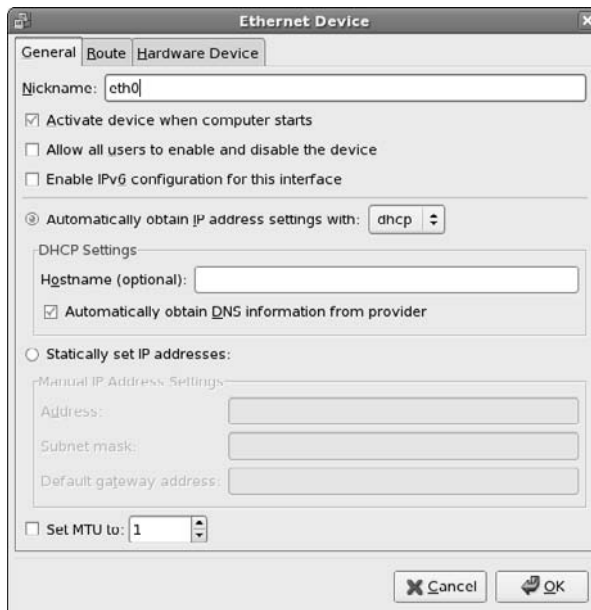 Ethernet Device
General Route Hardware Device
Nickname: eth0
Activate device when computer starts
Allow all users to enable and disable the device
Enable IPv6 configuration for this interface
Automatically obtain IP address settings with: dhcp
DHCP Settings
Hostname (optional):
Automatically obtain DNS information from provider
Statically set IP addresses:
Manual IP Address Settings
Address:
Subnet mask:
Default gateway address:
Set MTU to: 1
Cancel OK